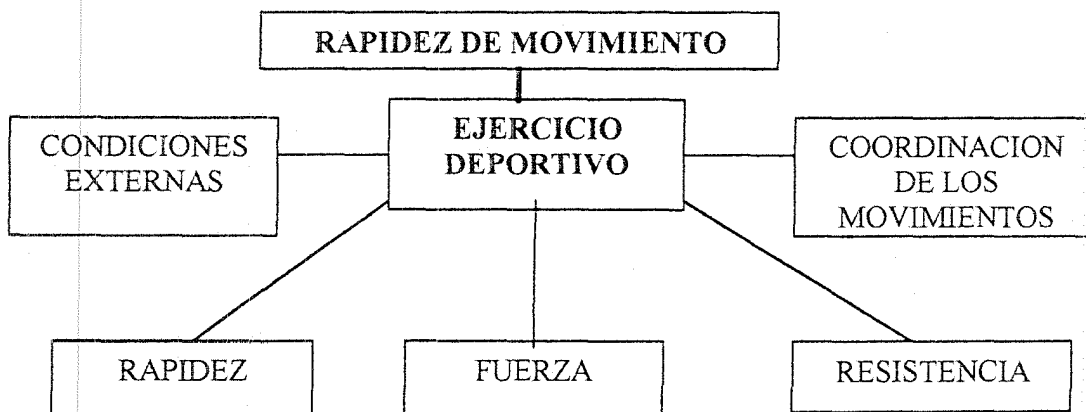 RAPIDEZ DE MOVIMIENTO
EJERCICIO
DEPORTIVO
CONDICIONES
EXTERNAS
COORDINACION
DE LOS
MOVIMIENTOS
RAPIDEZ
FUERZA
RESISTENCIA